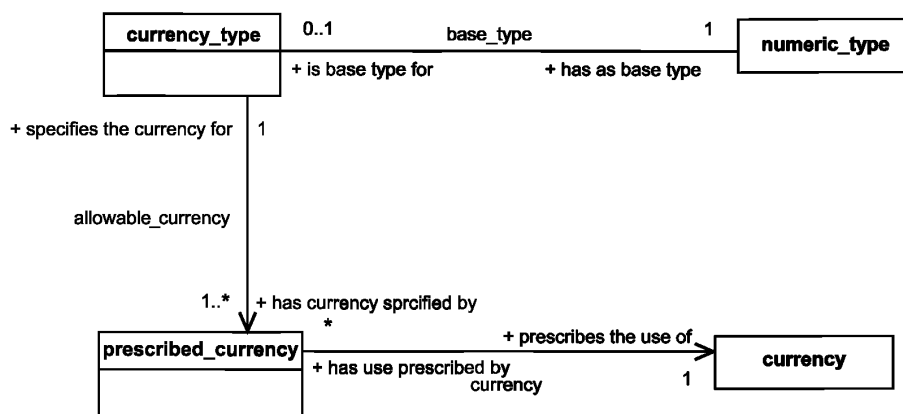 currency_type
0..1
base_type
1
numeric_type
+ is base type for
+ has as base type
+ specifies the currency for
1
allowable_currency
1..*
+ has currency sprcified by
*
prescribed_currency
+ prescribes the use of
currency
+ has use prescribed by
currency
1